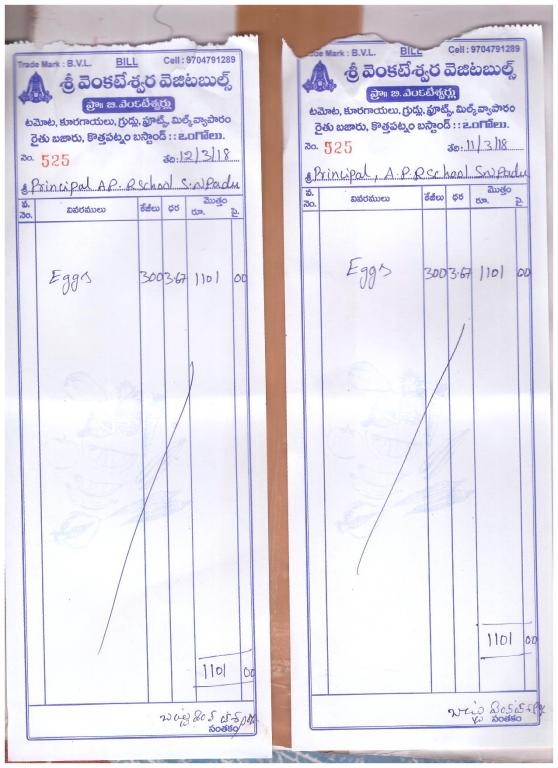 Trade Mark : B.V.L. BILL Cell : 9704791289
శ్రీ వెంకటేశ్వర వెజిటబుల్స్
ప్రొః బి.వెంకటేశ్వర్లు
టమోట, కూరగాయలు, గ్రుడ్లు, ఫ్రూట్స్, మిల్క్ వ్యాపారం
రైతు బజారు, కొత్తపట్నం బస్టాండ్ :: ఒంగోలు.
నెం. 525 తేది: 12/3/18
శ్రీ Principal A.P. R.School S.N.Padu
వ. నెం. వివరములు కేజీలు ధర మొత్తం రూ. పై.
Eggs 300 3.67 1101 00
1101 00
సంతకం
Trade Mark : B.V.L. BILL Cell : 9704791289
శ్రీ వెంకటేశ్వర వెజిటబుల్స్
ప్రొః బి.వెంకటేశ్వర్లు
టమోట, కూరగాయలు, గ్రుడ్లు, ఫ్రూట్స్, మిల్క్ వ్యాపారం
రైతు బజారు, కొత్తపట్నం బస్టాండ్ :: ఒంగోలు.
నెం. 525 తేది: 11/3/18
శ్రీ Principal, A.P.R.School S.N.Padu
వ. నెం. వివరములు కేజీలు ధర మొత్తం రూ. పై.
Eggs 300 3.67 1101 00
1101 00
సంతకం